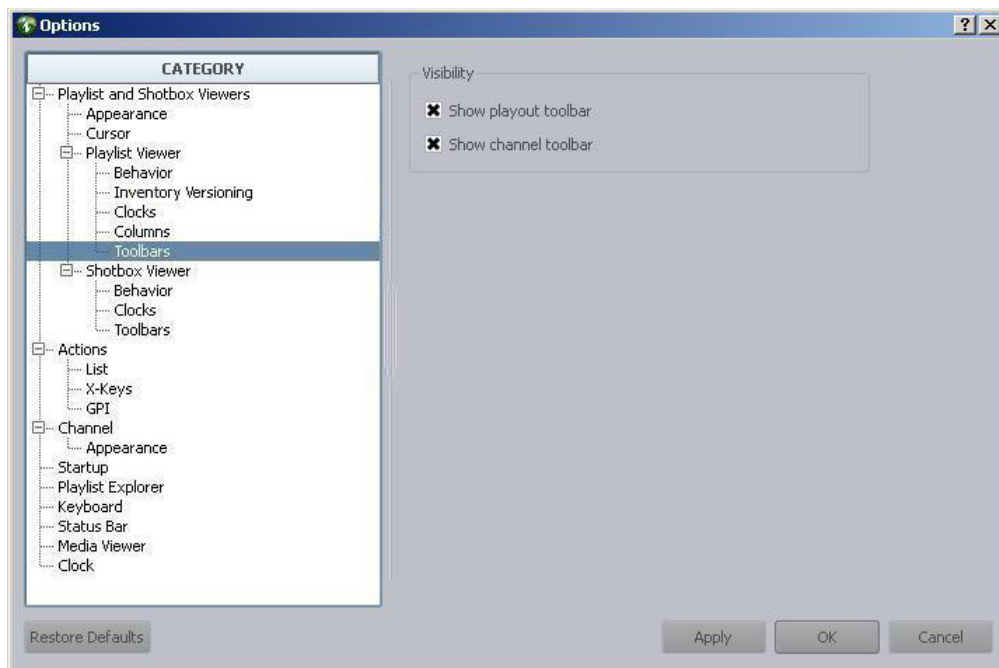 Options
CATEGORY
Playlist and Shotbox Viewers
Appearance
Cursor
Playlist Viewer
Behavior
Inventory Versioning
Clocks
Columns
Toolbars
Shotbox Viewer
Behavior
Clocks
Toolbars
Actions
List
X-Keys
GPI
Channel
Appearance
Startup
Playlist Explorer
Keyboard
Status Bar
Media Viewer
Clock
Visibility
Show playout toolbar
Show channel toolbar
Restore Defaults
Apply
OK
Cancel